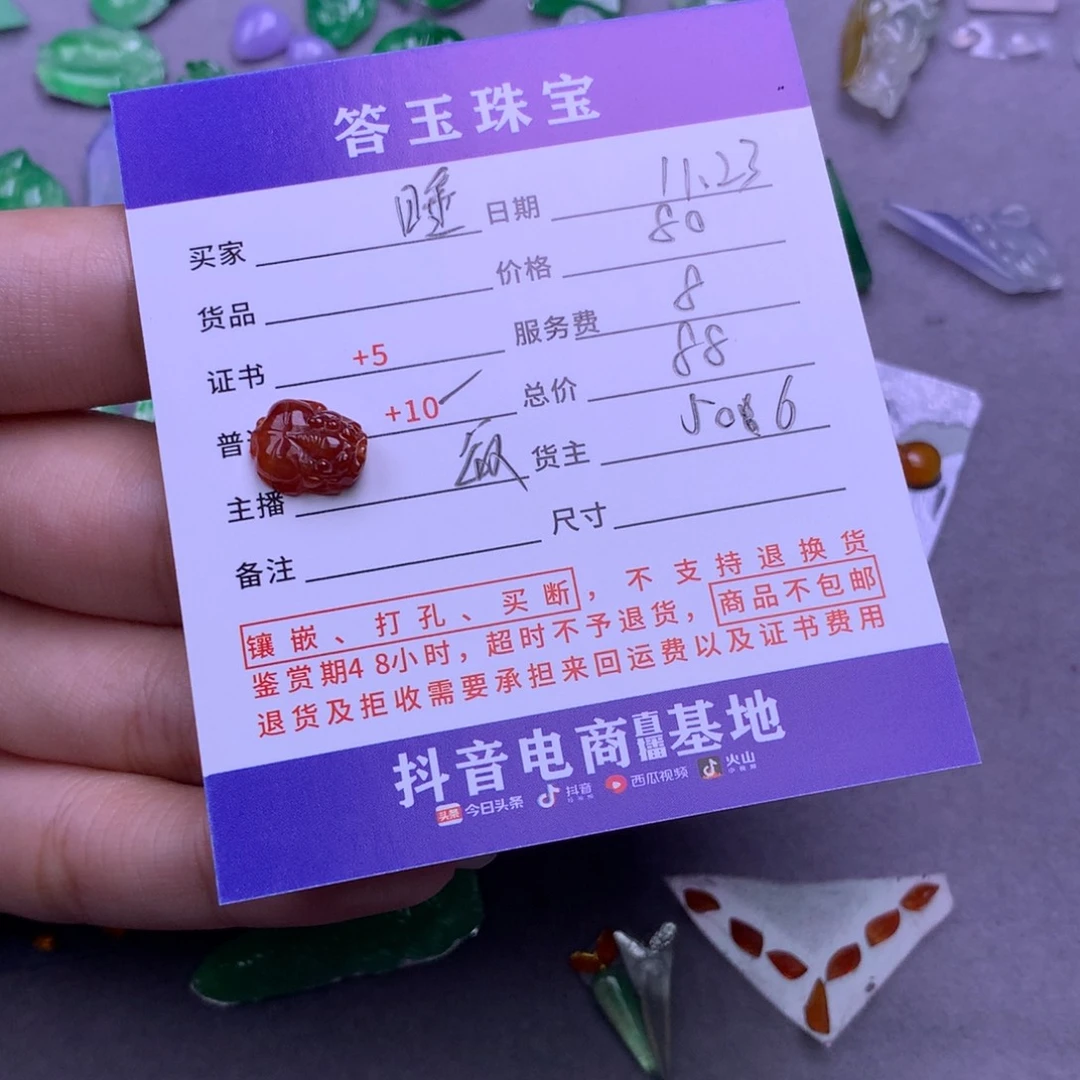 答玉珠宝
买家 睡 日期 11.23
货品 价格 80
证书 +5 服务费 8
普 +10 ✓ 总价 88
主播 货主 50 6
备注 尺寸
镶嵌、打孔、买断，不支持退换货
鉴赏期48小时，超时不予退货，商品不包邮
退货及拒收需要承担来回运费以及证书费用
抖音电商直播基地
头条 今日头条 抖音 西瓜视频 火山